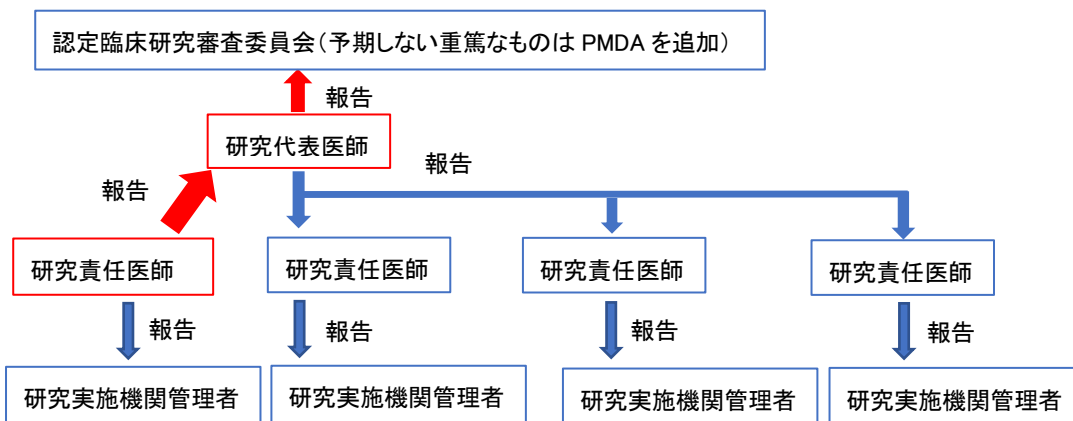 認定臨床研究審査委員会（予期しない重篤なものは PMDA を追加）
報告
研究代表医師
報告
報告
研究責任医師
研究責任医師
研究責任医師
研究責任医師
報告
報告
報告
報告
研究実施機関管理者
研究実施機関管理者
研究実施機関管理者
研究実施機関管理者